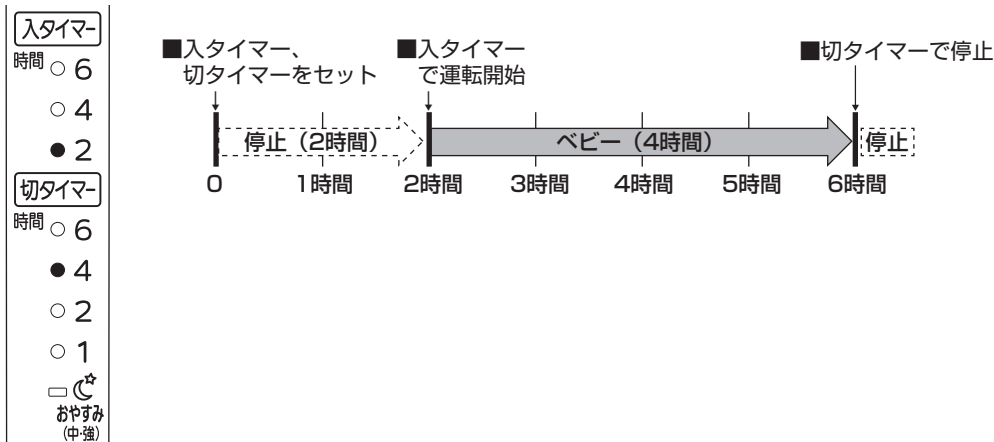 入タイマー
時間 ○ 6
○ 4
● 2
切タイマー
時間 ○ 6
● 4
○ 2
○ 1
おやすみ
(中・強)
■入タイマー、
切タイマーをセット
■入タイマー
で運転開始
■切タイマーで停止
停止（2時間）
ベビー（4時間）
停止
0 1時間 2時間 3時間 4時間 5時間 6時間